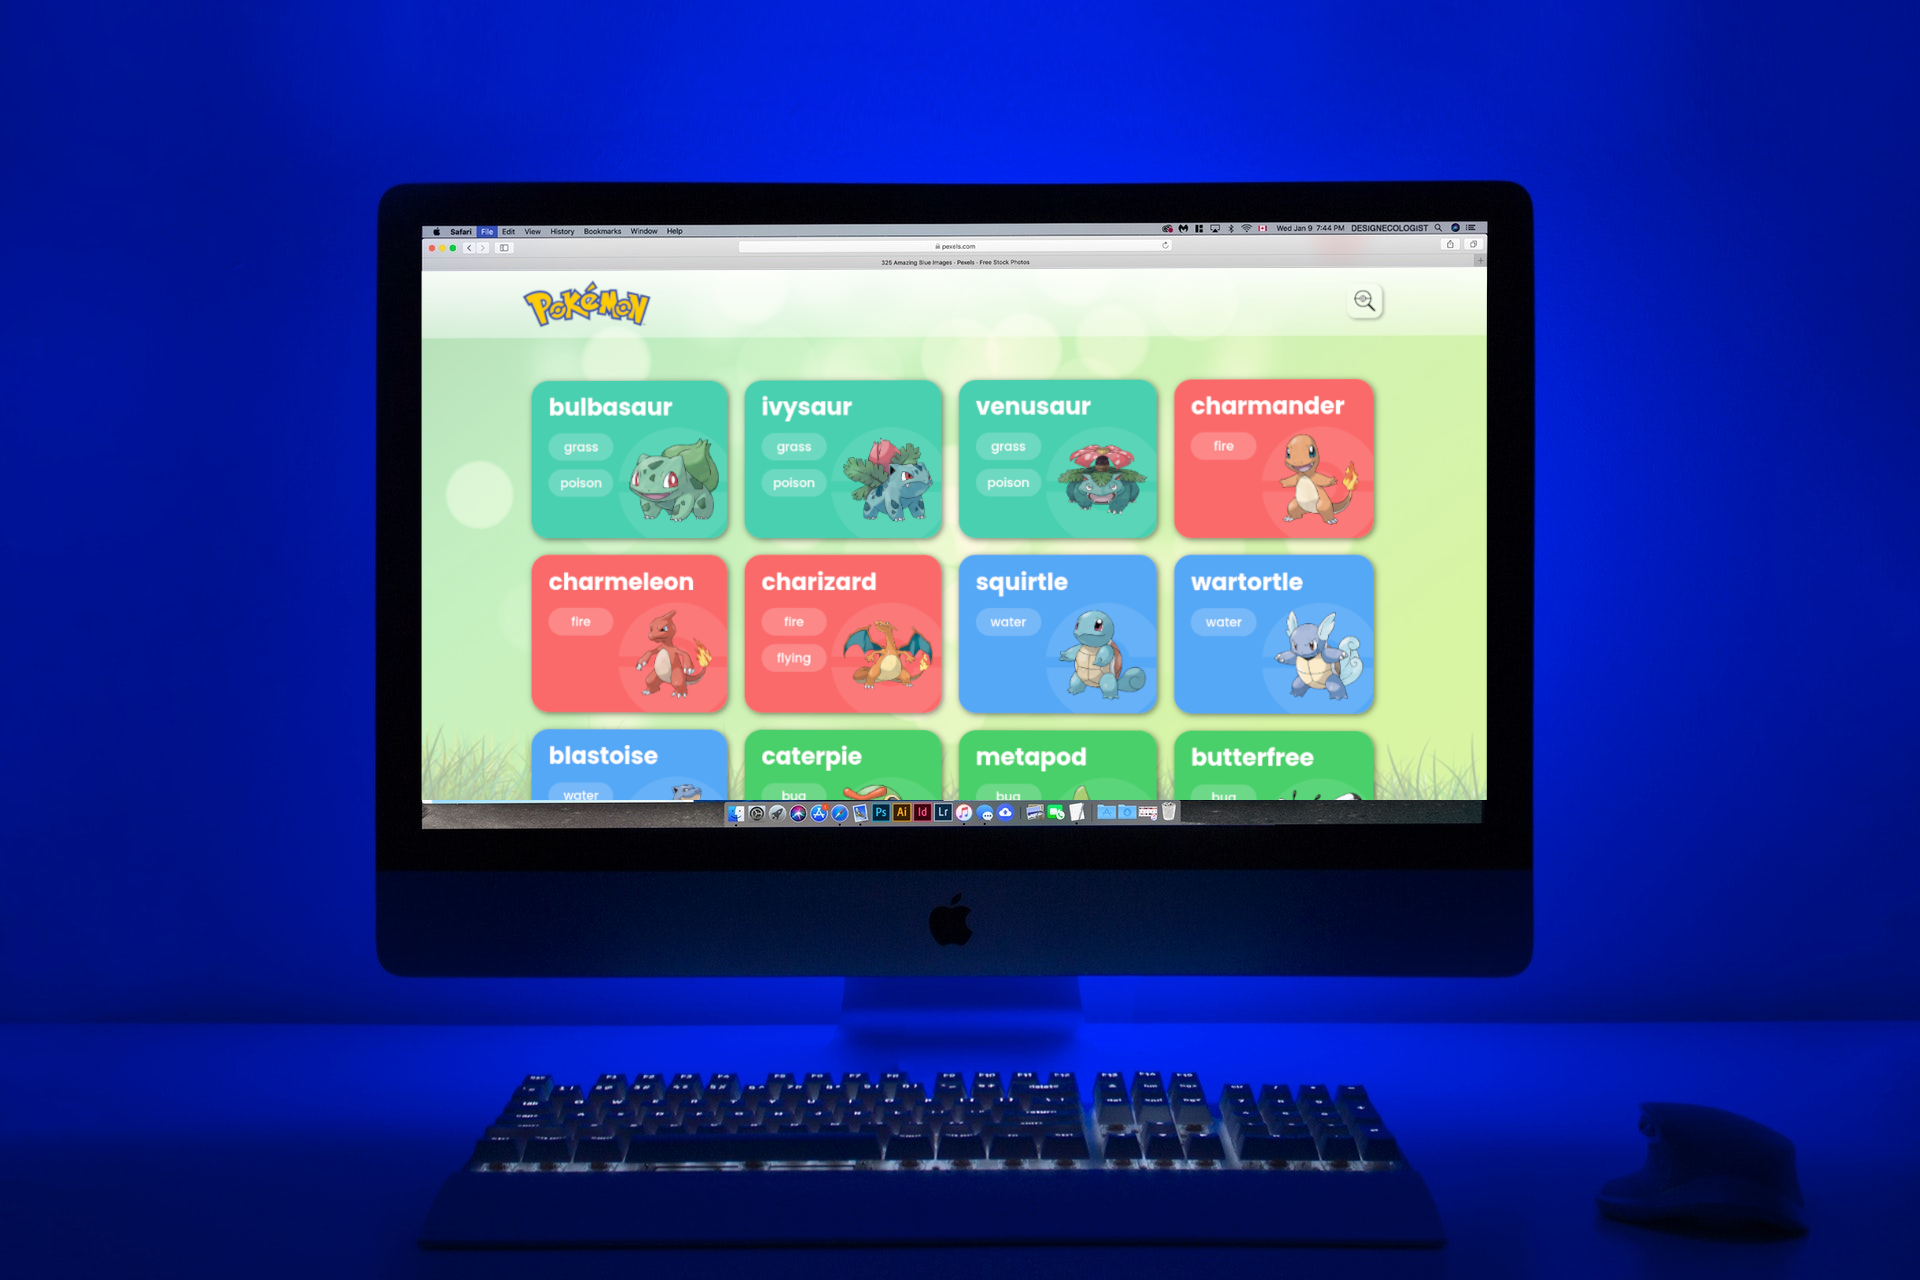 Safari File Edit View History Bookmarks Window Help Wed Jan 9 7:44 PM DESIGNECOLOGIST
pexels.com
325 Amazing Blue Images - Pexels - Free Stock Photos
POKéMON
bulbasaur
grass
poison
ivysaur
grass
poison
venusaur
grass
poison
charmander
fire
charmeleon
fire
charizard
fire
flying
squirtle
water
wartortle
water
blastoise
water
caterpie
bug
metapod
bug
butterfree
bug
Ps Ai Id Lr